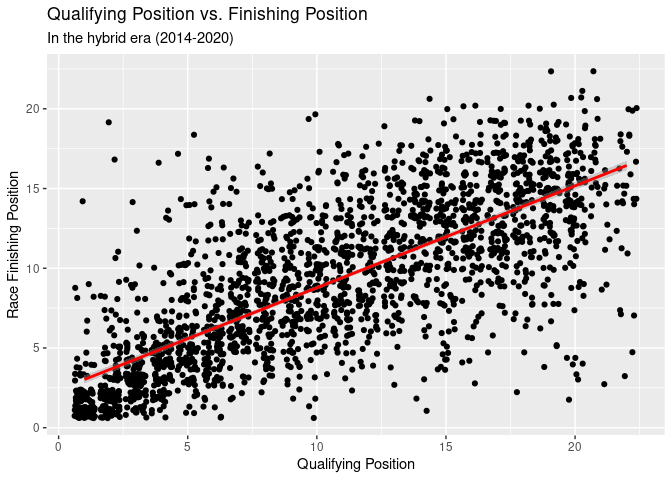 Qualifying Position vs. Finishing Position
In the hybrid era (2014-2020)
Race Finishing Position
20
15
10
5
0
0 5 10 15 20
Qualifying Position